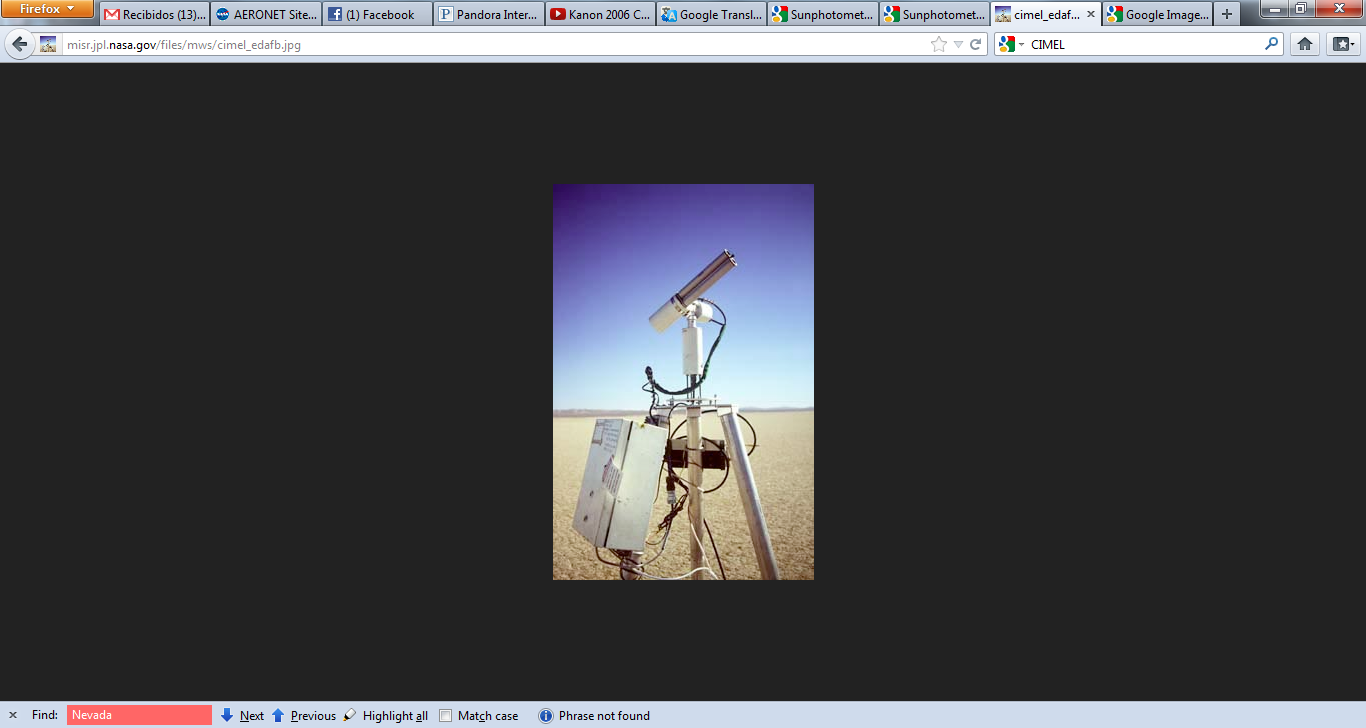 Firefox
Recibidos (13)...
AERONET Site...
(1) Facebook
Pandora Inter...
Kanon 2006 C...
Google Transl...
Sunphotomet...
Sunphotomet...
cimel_edaf...
Google Image...
misr.jpl.nasa.gov/files/mws/cimel_edafb.jpg
CIMEL
Find: Nevada Next Previous Highlight all Match case Phrase not found